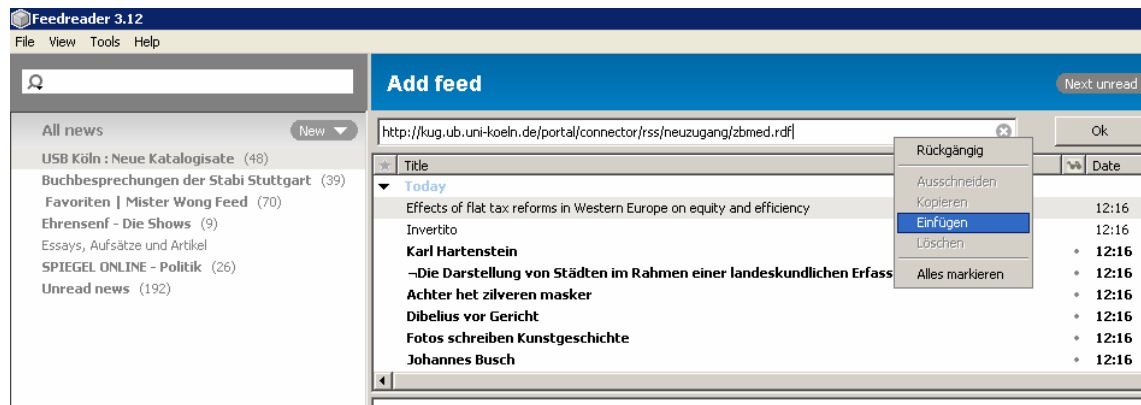 Feedreader 3.12
File View Tools Help
Add feed
Next unread
All news
New
USB Köln : Neue Katalogisate (48)
Buchbesprechungen der Stabi Stuttgart (39)
Favoriten | Mister Wong Feed (70)
Ehrensenf - Die Shows (9)
Essays, Aufsätze und Artikel
SPIEGEL ONLINE - Politik (26)
Unread news (192)
http://kug.ub.uni-koeln.de/portal/connector/rss/neuzugang/zbmed.rdf
Ok
Title
Date
Today
Effects of flat tax reforms in Western Europe on equity and efficiency
12:16
Invertito
12:16
Karl Hartenstein
12:16
¬Die Darstellung von Städten im Rahmen einer landeskundlichen Erfass
12:16
Achter het zilveren masker
12:16
Dibelius vor Gericht
12:16
Fotos schreiben Kunstgeschichte
12:16
Johannes Busch
12:16
Rückgängig
Ausschneiden
Kopieren
Einfügen
Löschen
Alles markieren